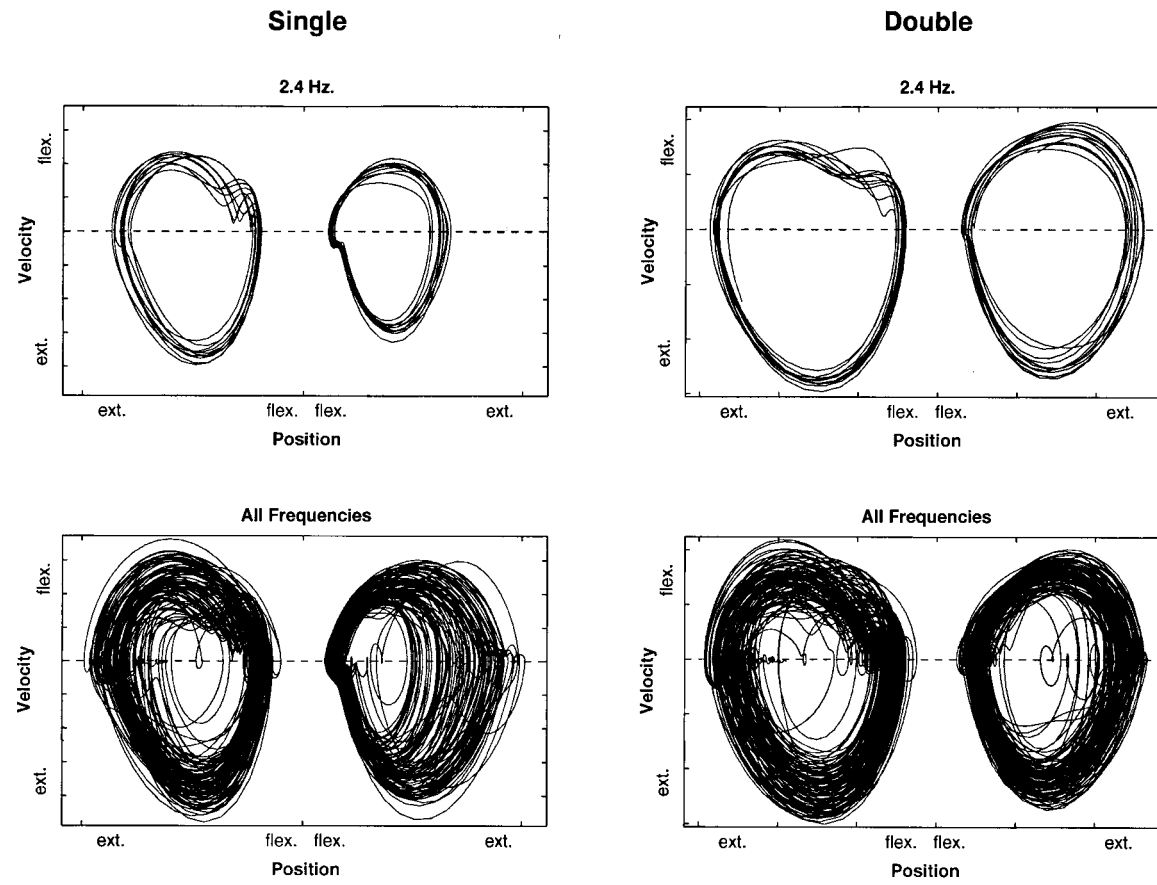 Single
Double
2.4 Hz.
2.4 Hz.
flex.
Velocity
ext.
flex.
Velocity
ext.
ext.
flex. flex.
ext.
Position
ext.
flex. flex.
ext.
Position
All Frequencies
All Frequencies
flex.
Velocity
ext.
flex.
Velocity
ext.
ext.
flex. flex.
ext.
Position
ext.
flex. flex.
ext.
Position